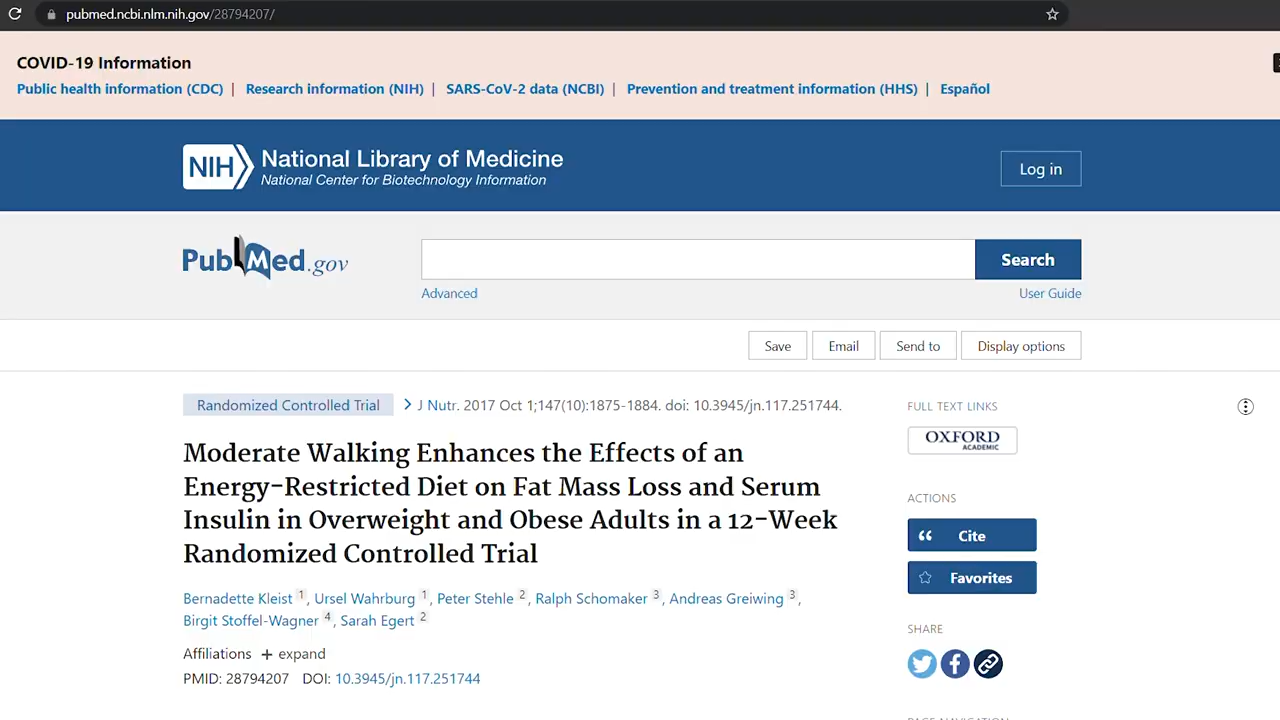 pubmed.ncbi.nlm.nih.gov/28794207/
COVID-19 Information
Public health information (CDC) | Research information (NIH) | SARS-CoV-2 data (NCBI) | Prevention and treatment information (HHS) | Español
NIH National Library of Medicine
National Center for Biotechnology Information
Log in
PubMed.gov
Search
Advanced
User Guide
Save Email Send to Display options
Randomized Controlled Trial > J Nutr. 2017 Oct 1;147(10):1875-1884. doi: 10.3945/jn.117.251744.
Moderate Walking Enhances the Effects of an
Energy-Restricted Diet on Fat Mass Loss and Serum
Insulin in Overweight and Obese Adults in a 12-Week
Randomized Controlled Trial
Bernadette Kleist 1, Ursel Wahrburg 1, Peter Stehle 2, Ralph Schomaker 3, Andreas Greiwing 3,
Birgit Stoffel-Wagner 4, Sarah Egert 2
Affiliations + expand
PMID: 28794207 DOI: 10.3945/jn.117.251744
FULL TEXT LINKS
OXFORD
ACADEMIC
ACTIONS
Cite
Favorites
SHARE